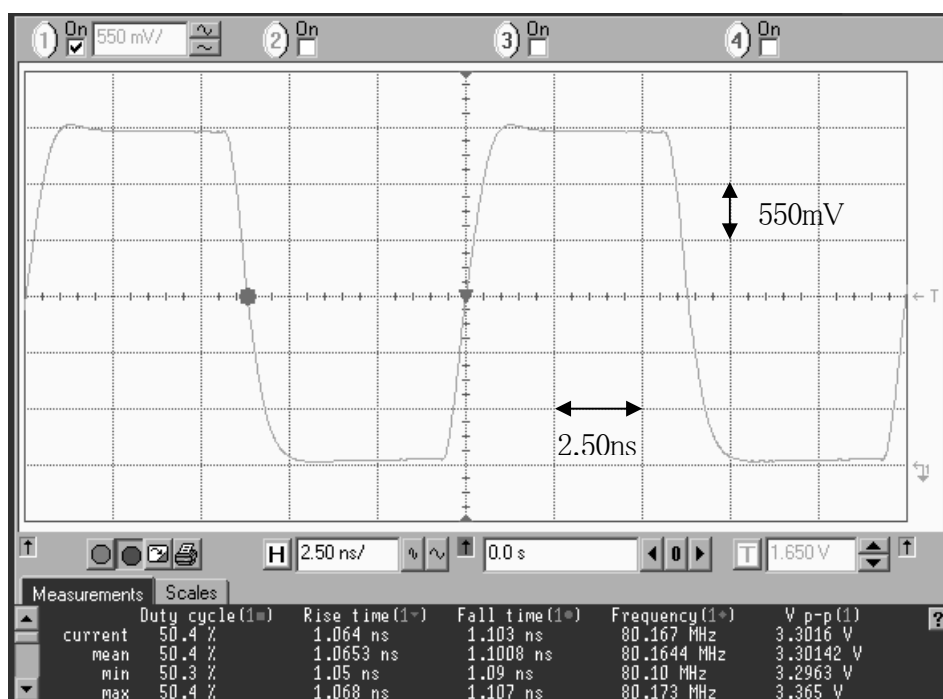 1 On 550 mV/ 2 On 3 On 4 On
550mV
T
2.50ns
H 2.50 ns/ 0.0 s 0 T 1.650 V
Measurements Scales
Duty cycle(1■) Rise time(1▾) Fall time(1●) Frequency(1◆) V p-p(1) ?
current 50.4 % 1.064 ns 1.103 ns 80.167 MHz 3.3016 V
mean 50.4 % 1.0653 ns 1.1008 ns 80.1644 MHz 3.30142 V
min 50.3 % 1.05 ns 1.09 ns 80.10 MHz 3.2963 V
max 50.4 % 1.068 ns 1.107 ns 80.173 MHz 3.365 V